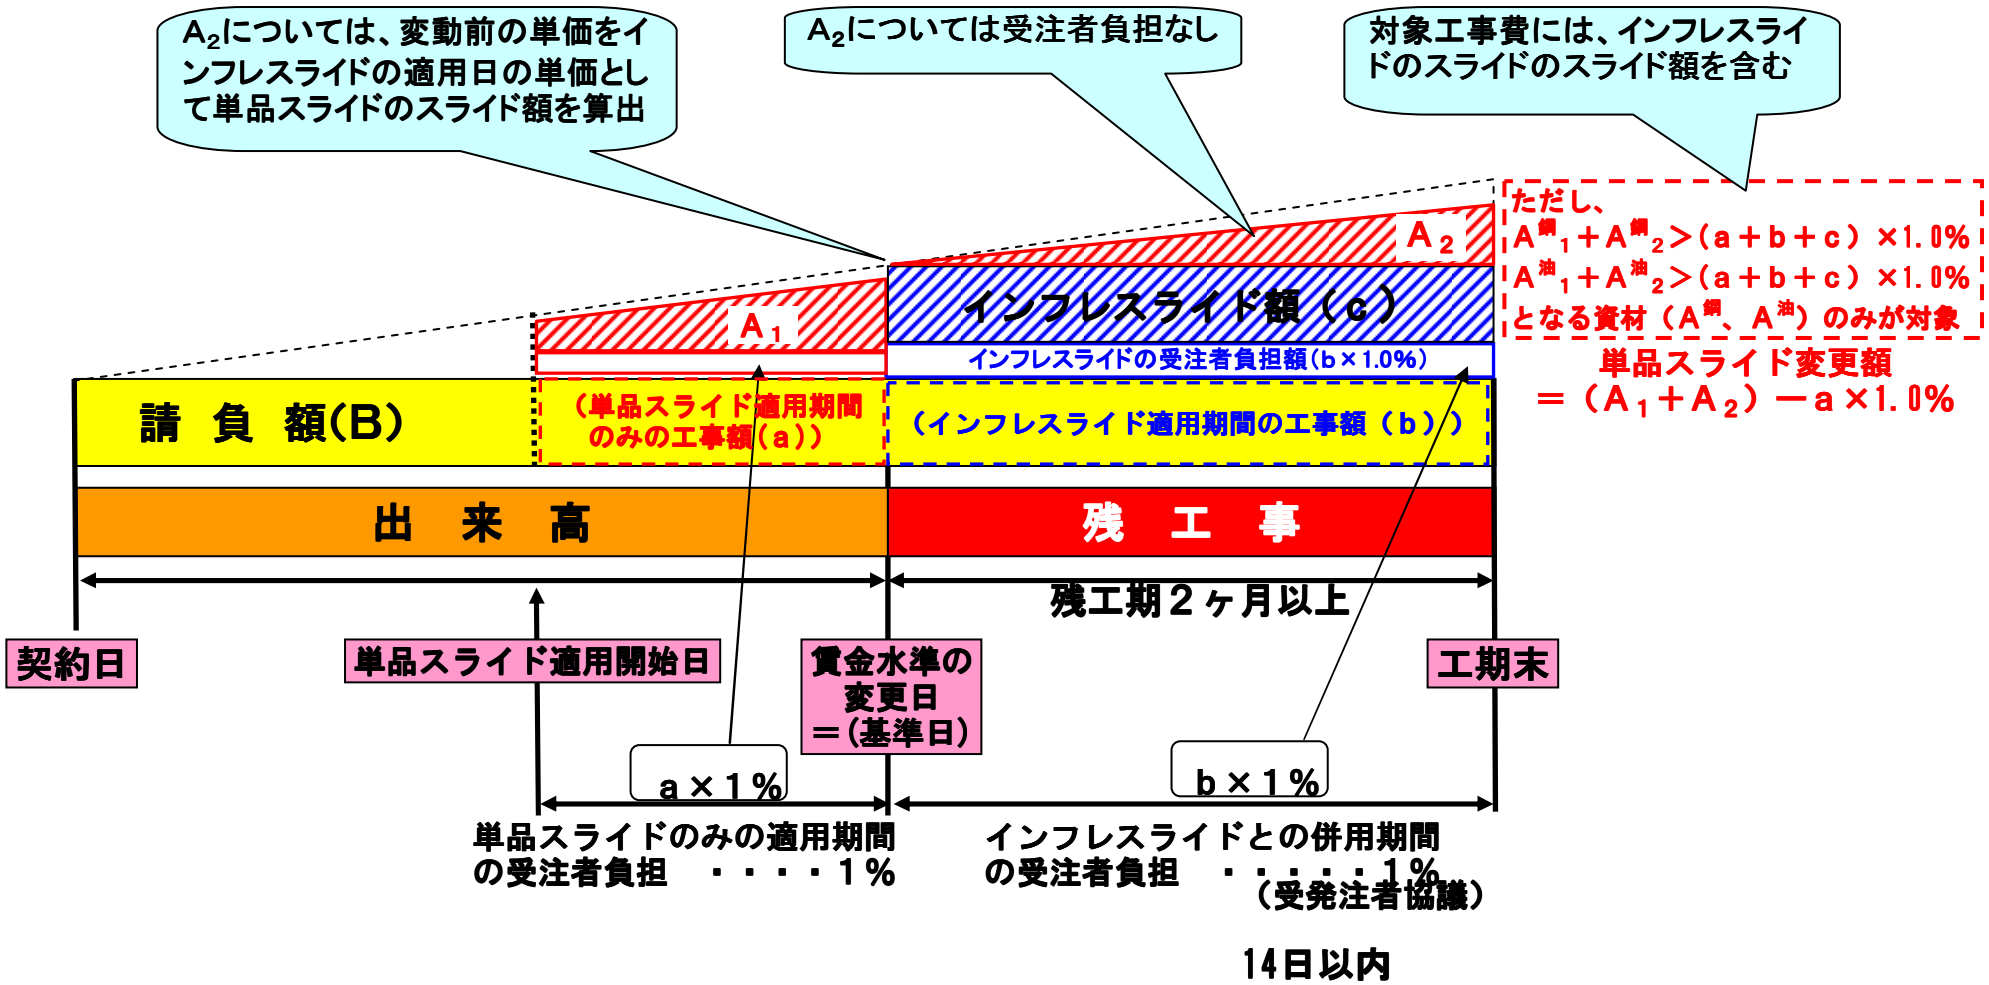 A₂については、変動前の単価をイ
ンフレスライドの適用日の単価とし
て単品スライドのスライド額を算出
A₂については受注者負担なし
対象工事費には、インフレスライ
ドのスライドのスライド額を含む
ただし、
A鋼₁+A鋼₂>(a+b+c)×1.0%
A油₁+A油₂>(a+b+c)×1.0%
となる資材(A鋼、A油)のみが対象
単品スライド変更額
=(A₁+A₂)-a×1.0%
A₂
A₁
インフレスライド額(c)
インフレスライドの受注者負担額(b×1.0%)
請 負 額(B)
(単品スライド適用期間
のみの工事額(a))
(インフレスライド適用期間の工事額(b))
出 来 高
残 工 事
残工期2ヶ月以上
契約日
単品スライド適用開始日
賃金水準の
変更日
=(基準日)
工期末
a×1%
b×1%
単品スライドのみの適用期間
の受注者負担 ・・・・1%
インフレスライドとの併用期間
の受注者負担 ・・・・・1%
(受発注者協議)
14日以内